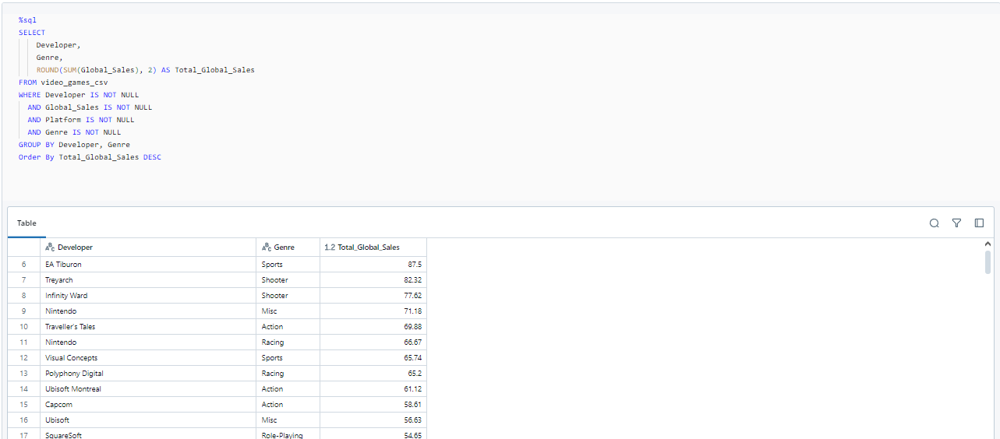 %sql
SELECT
Developer,
Genre,
ROUND(SUM(Global_Sales), 2) AS Total_Global_Sales
FROM video_games_csv
WHERE Developer IS NOT NULL
AND Global_Sales IS NOT NULL
AND Platform IS NOT NULL
AND Genre IS NOT NULL
GROUP BY Developer, Genre
Order By Total_Global_Sales DESC
Table
ABC Developer ABC Genre 1.2 Total_Global_Sales
6 EA Tiburon Sports 87.5
7 Treyarch Shooter 82.32
8 Infinity Ward Shooter 77.62
9 Nintendo Misc 71.18
10 Traveller's Tales Action 69.88
11 Nintendo Racing 66.67
12 Visual Concepts Sports 65.74
13 Polyphony Digital Racing 65.2
14 Ubisoft Montreal Action 61.12
15 Capcom Action 58.61
16 Ubisoft Misc 56.63
17 SquareSoft Role-Playing 54.65